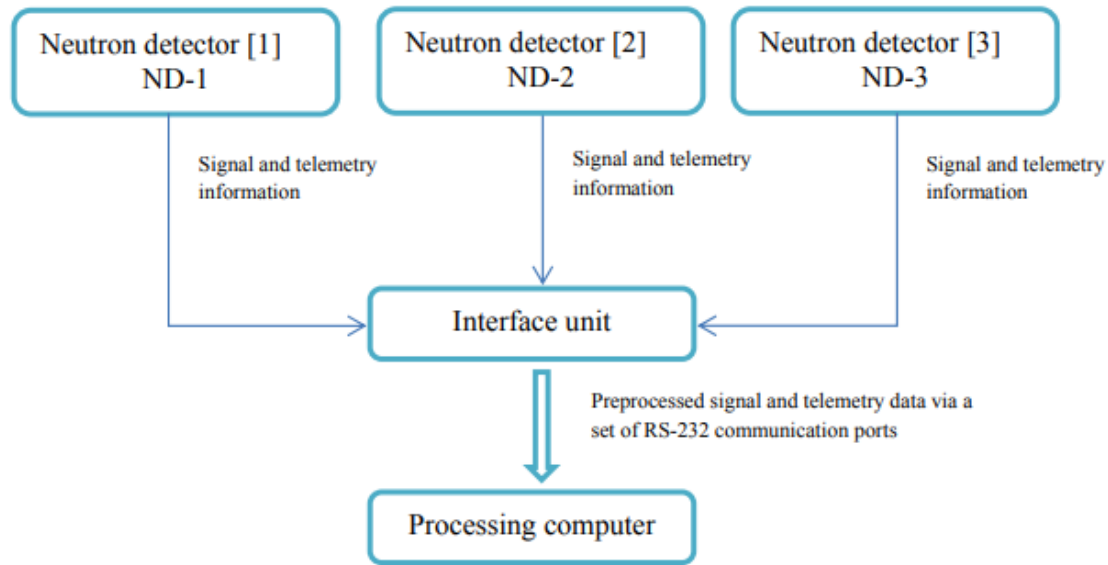 Neutron detector [1]
ND-1
Neutron detector [2]
ND-2
Neutron detector [3]
ND-3
Signal and telemetry
information
Signal and telemetry
information
Signal and telemetry
information
Interface unit
Preprocessed signal and telemetry data via a
set of RS-232 communication ports
Processing computer